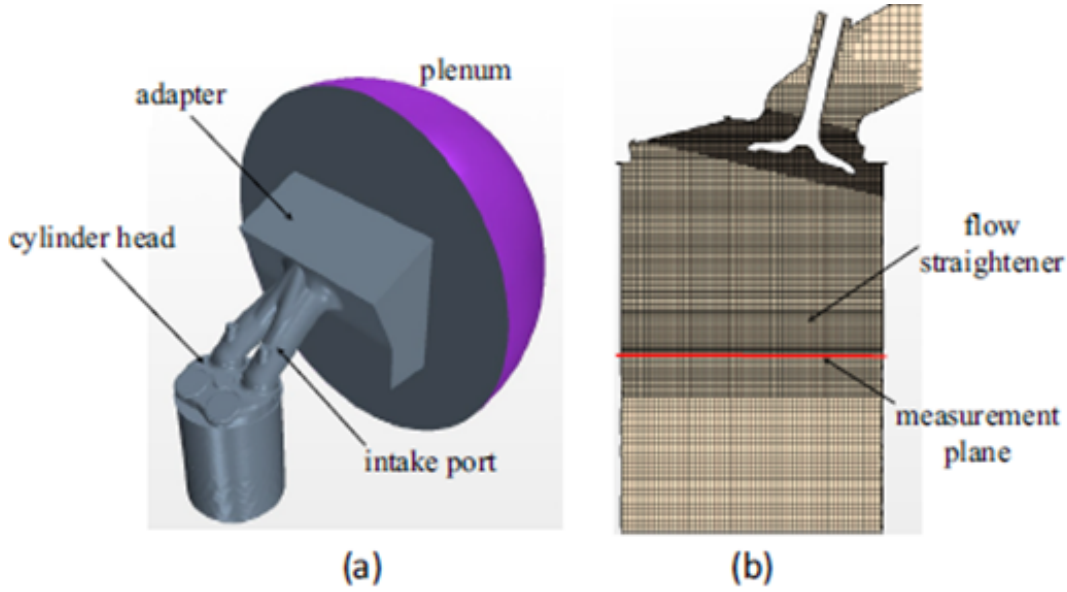 plenum
adapter
cylinder head
intake port
(a)
flow
straightener
measurement
plane
(b)